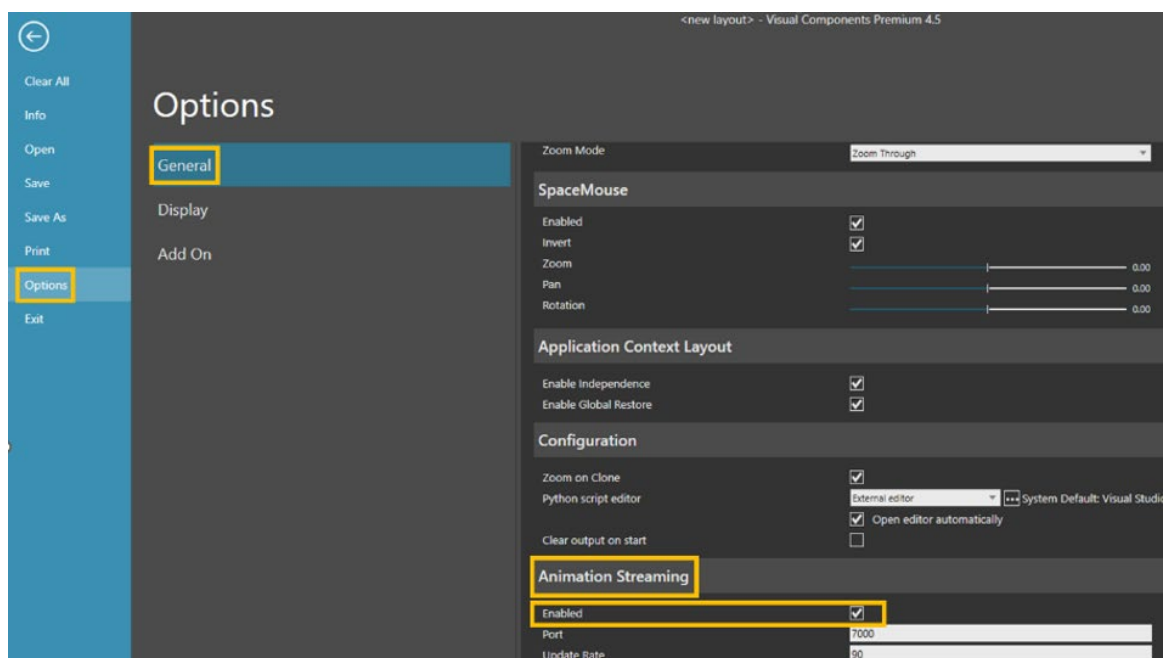 <new layout> - Visual Components Premium 4.5
Clear All
Info
Open
Save
Save As
Print
Options
Exit
Options
General
Display
Add On
Zoom Mode Zoom Through
SpaceMouse
Enabled
Invert
Zoom 0.00
Pan 0.00
Rotation 0.00
Application Context Layout
Enable Independence
Enable Global Restore
Configuration
Zoom on Clone
Python script editor External editor ... System Default: Visual Studio
Open editor automatically
Clear output on start
Animation Streaming
Enabled
Port 7000
Update Rate 90